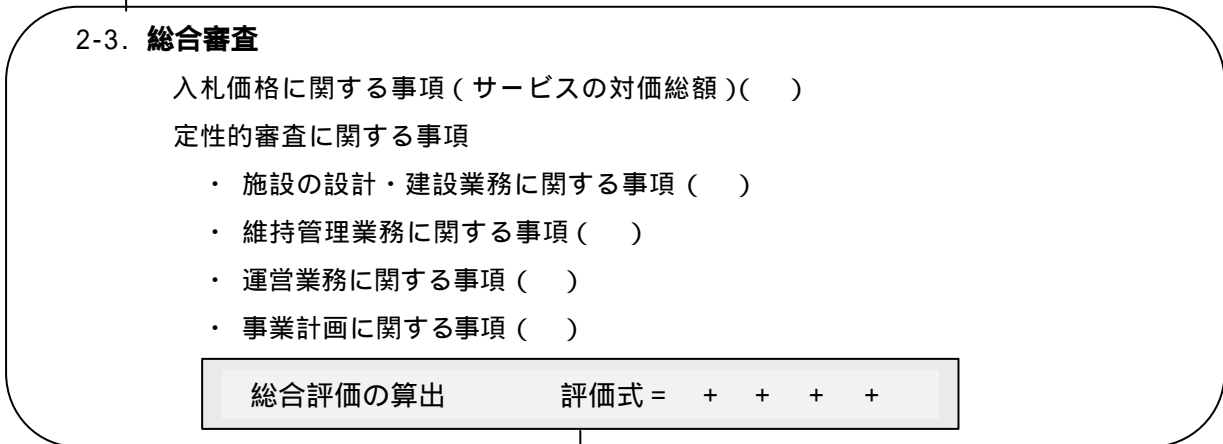 2-3. 総合審査
入札価格に関する事項(サービスの対価総額)( )
定性的審査に関する事項
・ 施設の設計・建設業務に関する事項( )
・ 維持管理業務に関する事項( )
・ 運営業務に関する事項( )
・ 事業計画に関する事項( )
総合評価の算出 評価式= + + + +